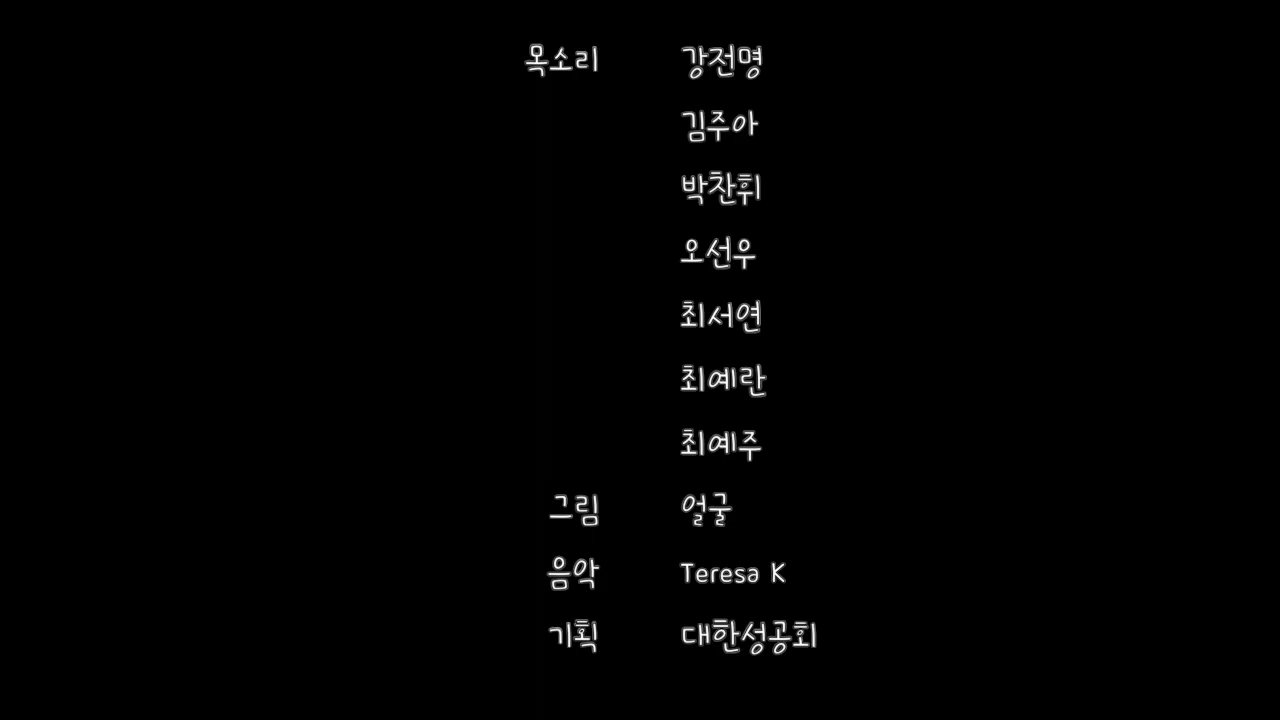 목소리 강전명
김주아
박찬휘
오선우
최서연
최예란
최예주
그림 얼굴
음악 Teresa K
기획 대한성공회